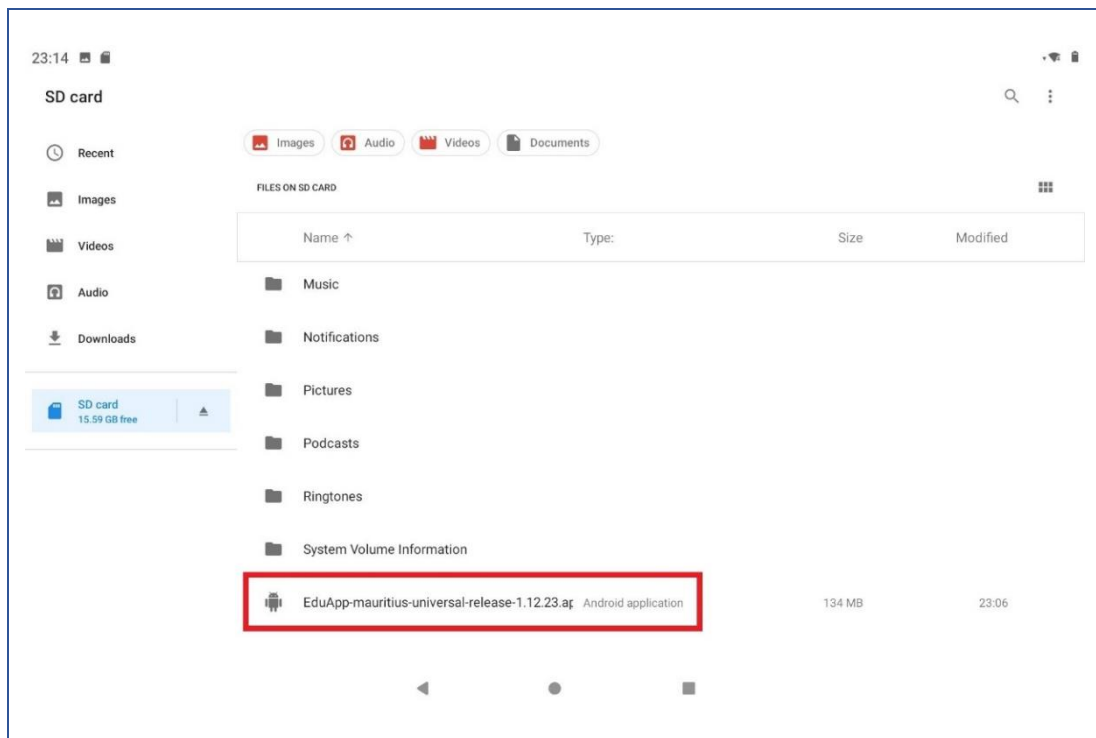 23:14
SD card
Recent
Images
Videos
Audio
Downloads
SD card
15.59 GB free
Images Audio Videos Documents
FILES ON SD CARD
Name Type: Size Modified
Music
Notifications
Pictures
Podcasts
Ringtones
System Volume Information
EduApp-mauritius-universal-release-1.12.23.ap Android application 134 MB 23:06